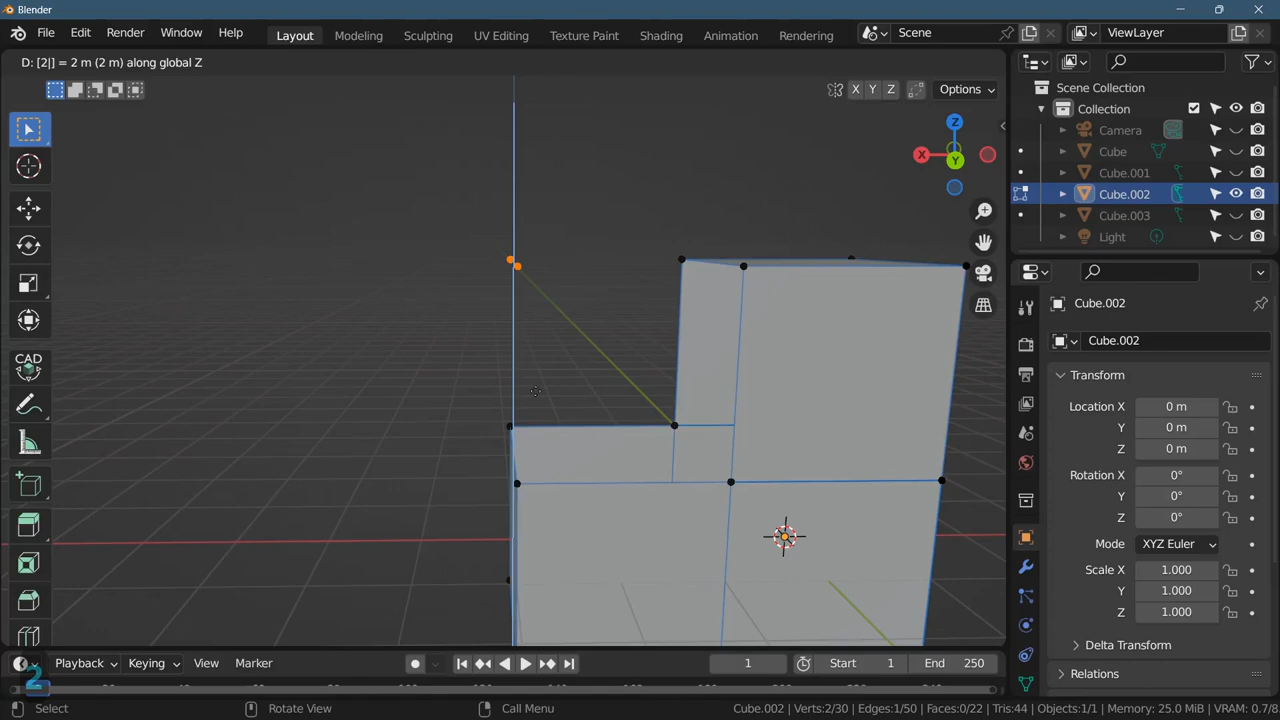 Blender
File Edit Render Window Help
Layout Modeling Sculpting UV Editing Texture Paint Shading Animation Rendering
Scene
ViewLayer
D: [2|] = 2 m (2 m) along global Z
X Y Z
Options
Z
X
Y
CAD
Scene Collection
Collection
Camera
Cube
Cube.001
Cube.002
Cube.003
Light
Cube.002
Cube.002
Transform
Location X 0 m
Y 0 m
Z 0 m
Rotation X 0°
Y 0°
Z 0°
Mode XYZ Euler
Scale X 1.000
Y 1.000
Z 1.000
Delta Transform
Relations
Playback Keying View Marker
1
Start 1
End 250
2
Select
Rotate View
Call Menu
Cube.002 | Verts:2/30 | Edges:1/50 | Faces:0/22 | Tris:44 | Objects:1/1 | Memory: 25.0 MiB | VRAM: 0.7/8